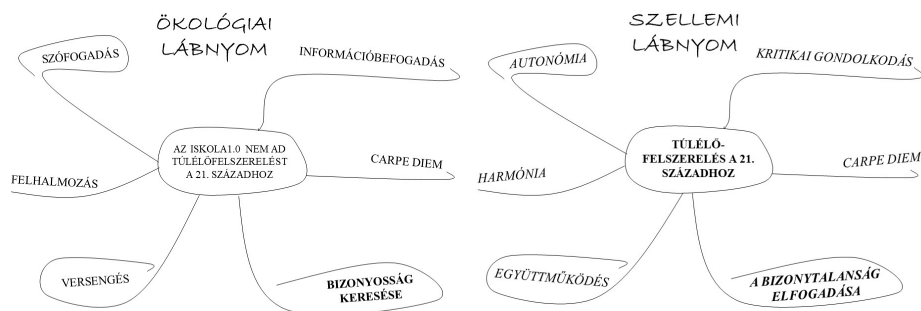 ÖKOLÓGIAI
LÁBNYOM
SZÓFOGADÁS
INFORMÁCIÓBEFOGADÁS
AZ ISKOLA1.0 NEM AD
TÚLÉLŐFELSZERELÉST
A 21. SZÁZADHOZ
CARPE DIEM
FELHALMOZÁS
VERSENGÉS
BIZONYOSSÁG
KERESÉSE
SZELLEMI
LÁBNYOM
AUTONÓMIA
KRITIKAI GONDOLKODÁS
TÚLÉLŐ-
FELSZERELÉS A 21.
SZÁZADHOZ
CARPE DIEM
HARMÓNIA
EGYÜTTMŰKÖDÉS
A BIZONYTALANSÁG
ELFOGADÁSA